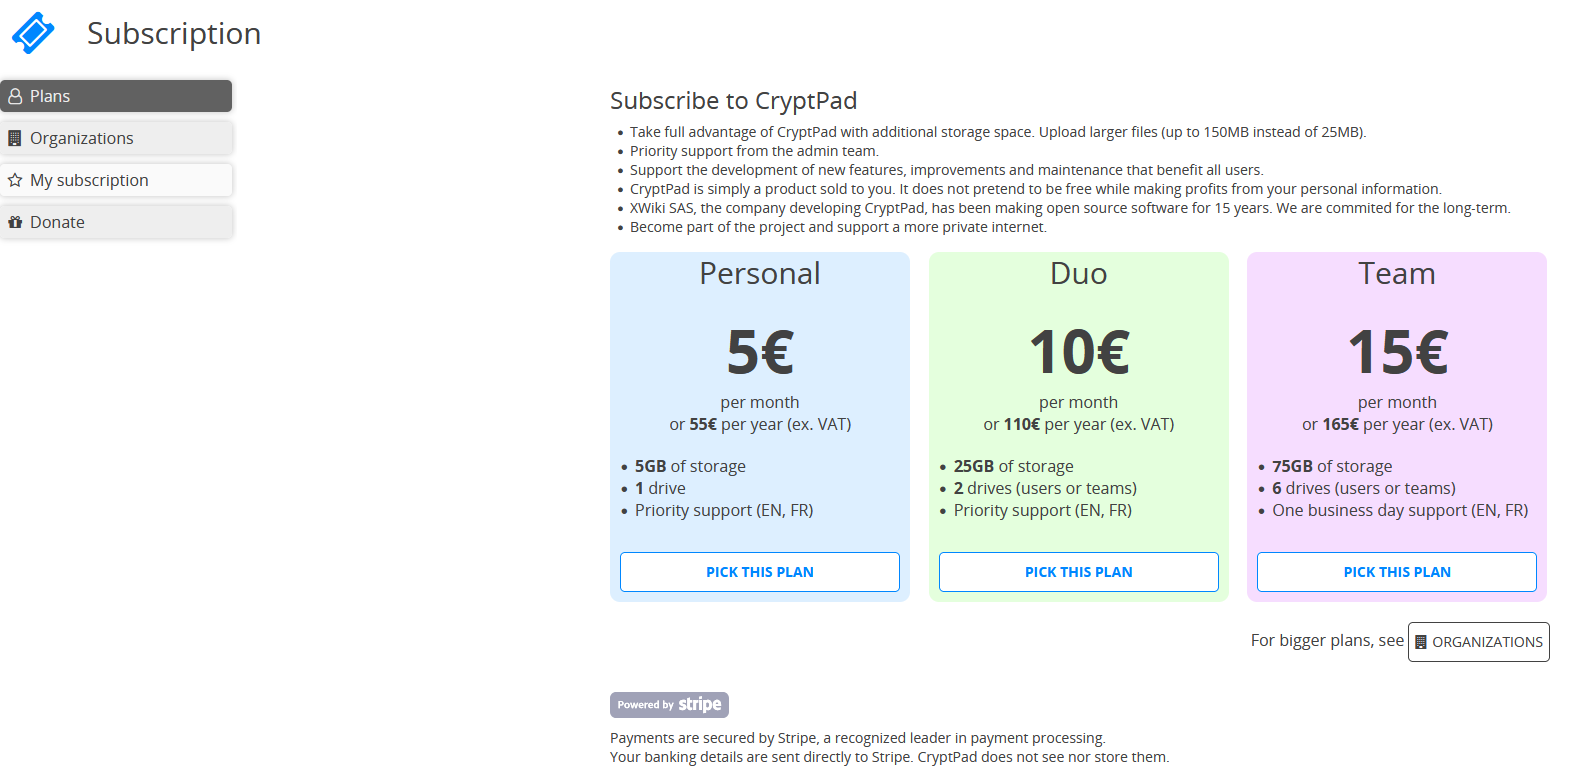 Subscription
Plans
Organizations
My subscription
Donate
Subscribe to CryptPad
Take full advantage of CryptPad with additional storage space. Upload larger files (up to 150MB instead of 25MB).
Priority support from the admin team.
Support the development of new features, improvements and maintenance that benefit all users.
CryptPad is simply a product sold to you. It does not pretend to be free while making profits from your personal information.
XWiki SAS, the company developing CryptPad, has been making open source software for 15 years. We are commited for the long-term.
Become part of the project and support a more private internet.
Personal
5€
per month
or 55€ per year (ex. VAT)
5GB of storage
1 drive
Priority support (EN, FR)
PICK THIS PLAN
Duo
10€
per month
or 110€ per year (ex. VAT)
25GB of storage
2 drives (users or teams)
Priority support (EN, FR)
PICK THIS PLAN
Team
15€
per month
or 165€ per year (ex. VAT)
75GB of storage
6 drives (users or teams)
One business day support (EN, FR)
PICK THIS PLAN
For bigger plans, see ORGANIZATIONS
Powered by stripe
Payments are secured by Stripe, a recognized leader in payment processing.
Your banking details are sent directly to Stripe. CryptPad does not see nor store them.